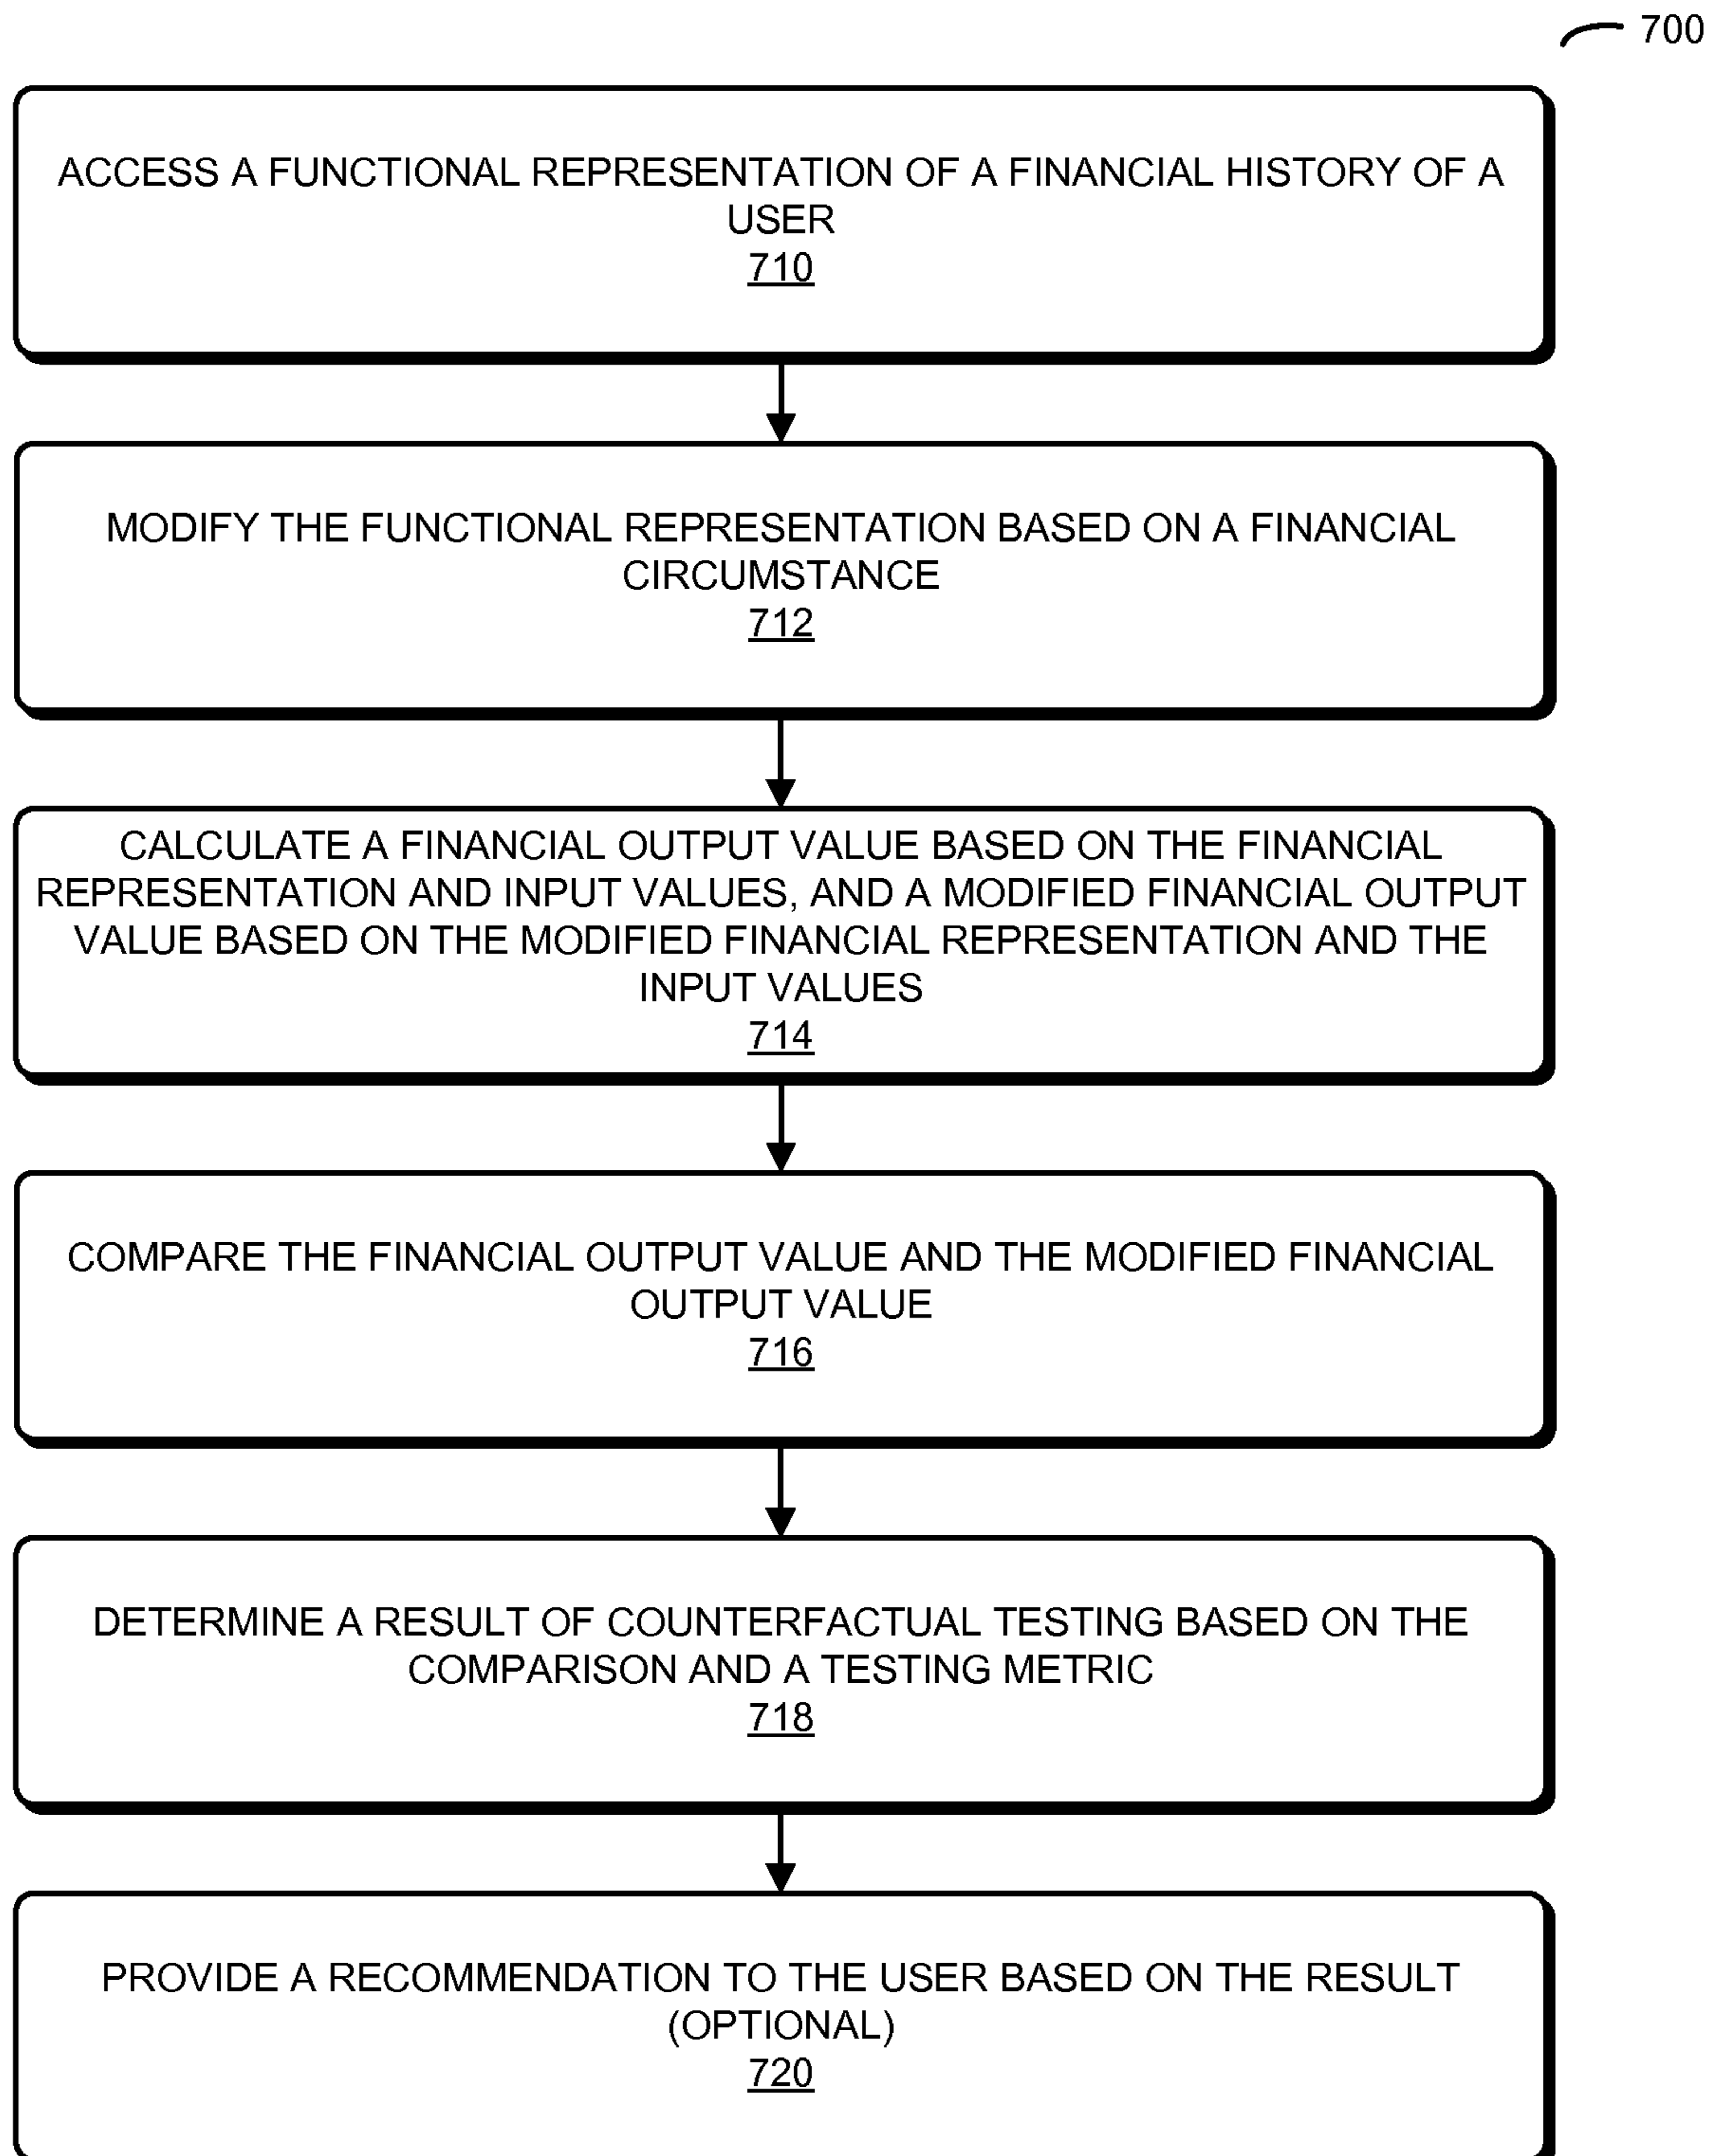 700
ACCESS A FUNCTIONAL REPRESENTATION OF A FINANCIAL HISTORY OF A
USER
710
MODIFY THE FUNCTIONAL REPRESENTATION BASED ON A FINANCIAL
CIRCUMSTANCE
712
CALCULATE A FINANCIAL OUTPUT VALUE BASED ON THE FINANCIAL
REPRESENTATION AND INPUT VALUES, AND A MODIFIED FINANCIAL OUTPUT
VALUE BASED ON THE MODIFIED FINANCIAL REPRESENTATION AND THE
INPUT VALUES
714
COMPARE THE FINANCIAL OUTPUT VALUE AND THE MODIFIED FINANCIAL
OUTPUT VALUE
716
DETERMINE A RESULT OF COUNTERFACTUAL TESTING BASED ON THE
COMPARISON AND A TESTING METRIC
718
PROVIDE A RECOMMENDATION TO THE USER BASED ON THE RESULT
(OPTIONAL)
720